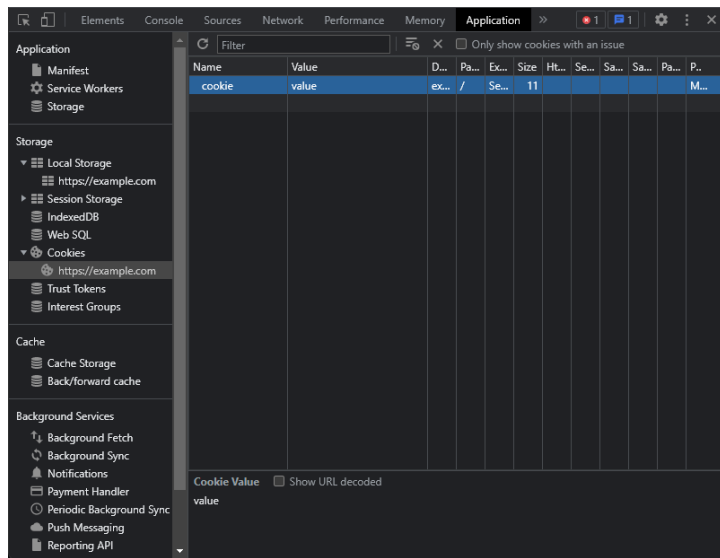 Elements Console Sources Network Performance Memory Application » 1 1
Application
Manifest
Service Workers
Storage
Storage
Local Storage
https://example.com
Session Storage
IndexedDB
Web SQL
Cookies
https://example.com
Trust Tokens
Interest Groups
Cache
Cache Storage
Back/forward cache
Background Services
Background Fetch
Background Sync
Notifications
Payment Handler
Periodic Background Sync
Push Messaging
Reporting API
Filter Only show cookies with an issue
Name Value D... Pa... Ex... Size Ht... Se... Sa... Sa... Pa... P..
cookie value ex... / Se... 11 M...
Cookie Value Show URL decoded
value